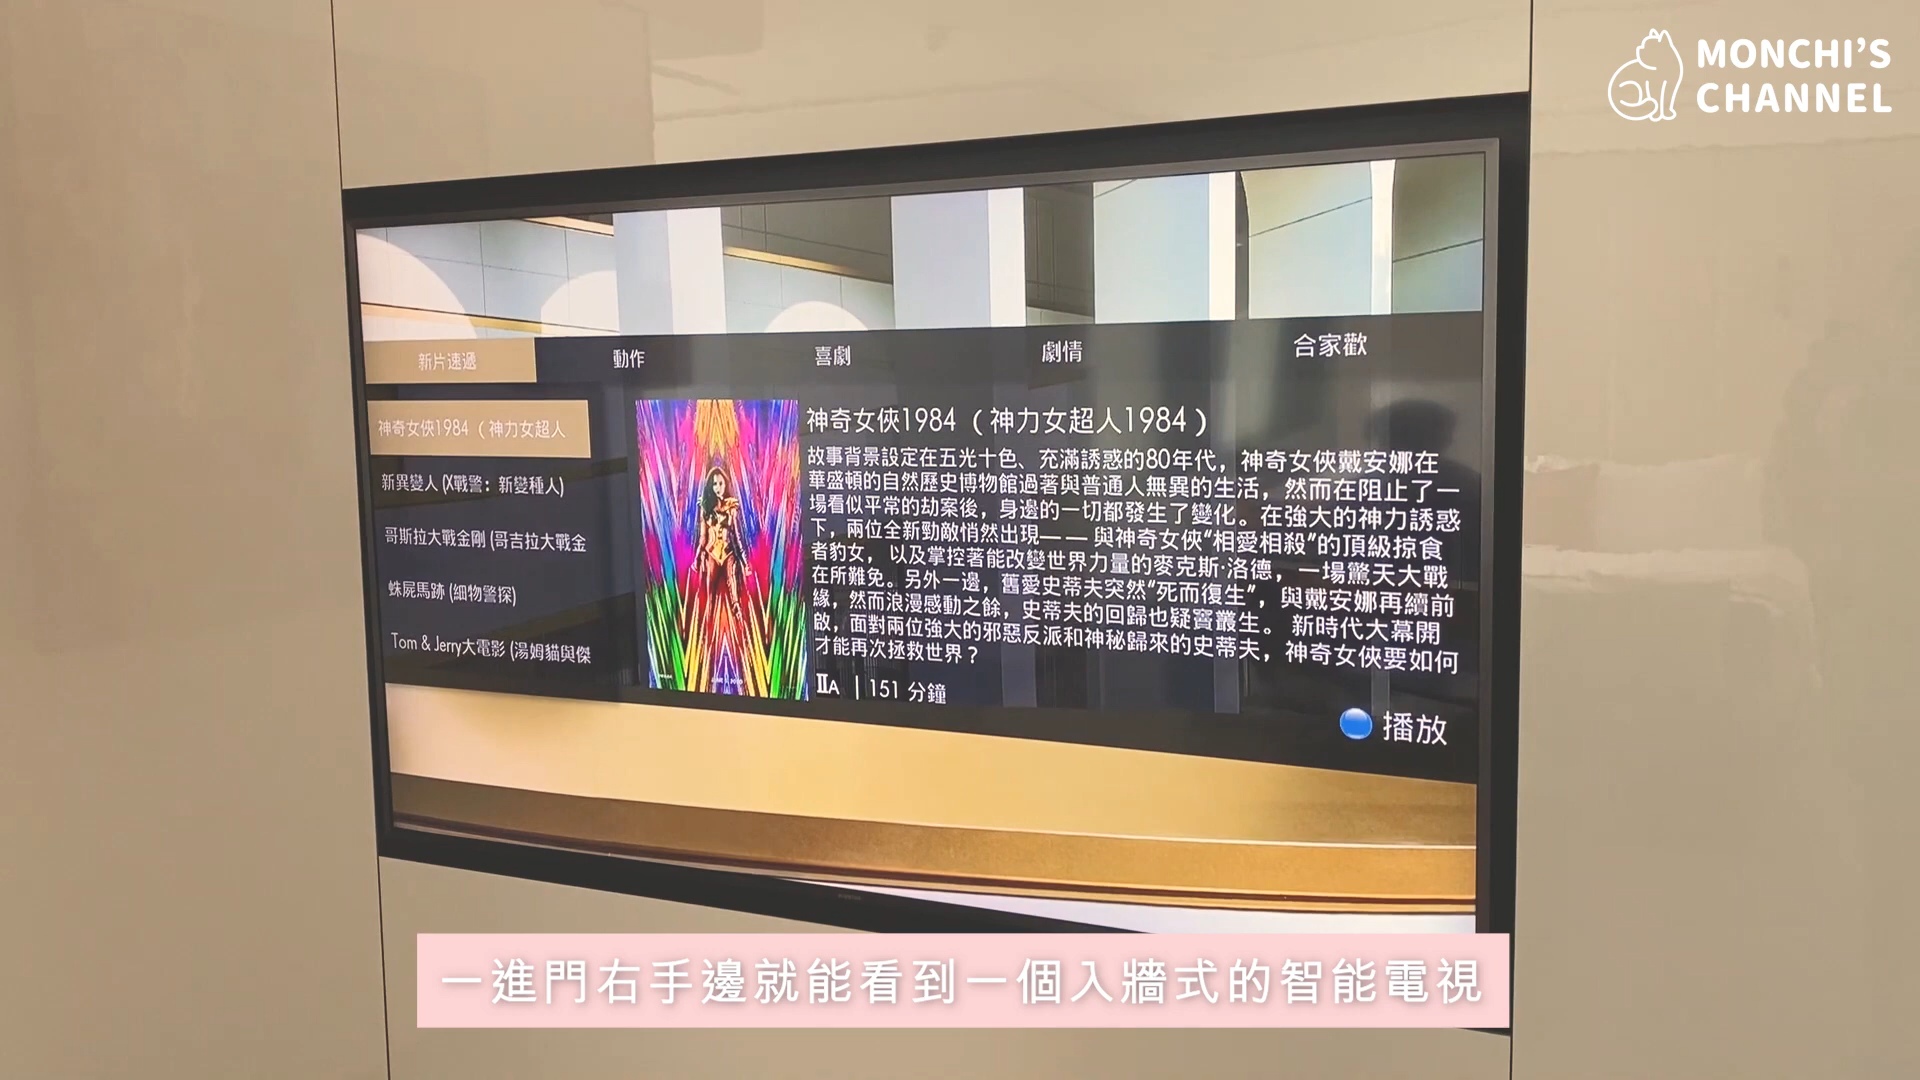 MONCHI'S
CHANNEL
新片速遞
動作
喜劇
劇情
合家歡
神奇女俠1984 （神力女超人
新異變人 (X戰警：新變種人)
哥斯拉大戰金剛 (哥吉拉大戰金
蛛屍馬跡 (細物警探)
Tom & Jerry大電影 (湯姆貓與傑
神奇女俠1984 （神力女超人1984）
故事背景設定在五光十色、充滿誘惑的80年代，神奇女俠戴安娜在
華盛頓的自然歷史博物館過著與普通人無異的生活，然而在阻止了一
場看似平常的劫案後，身邊的一切都發生了變化。在強大的神力誘惑
下，兩位全新勁敵悄然出現——與神奇女俠“相愛相殺”的頂級掠食
者豹女，以及掌控著能改變世界力量的麥克斯·洛德，一場驚天大戰
在所難免。另外一邊，舊愛史蒂夫突然“死而復生”，與戴安娜再續前
緣，然而浪漫感動之餘，史蒂夫的回歸也疑竇叢生。 新時代大幕開
啟，面對兩位強大的邪惡反派和神秘歸來的史蒂夫，神奇女俠要如何
才能再次拯救世界？
IIA | 151 分鐘
播放
一進門右手邊就能看到一個入牆式的智能電視